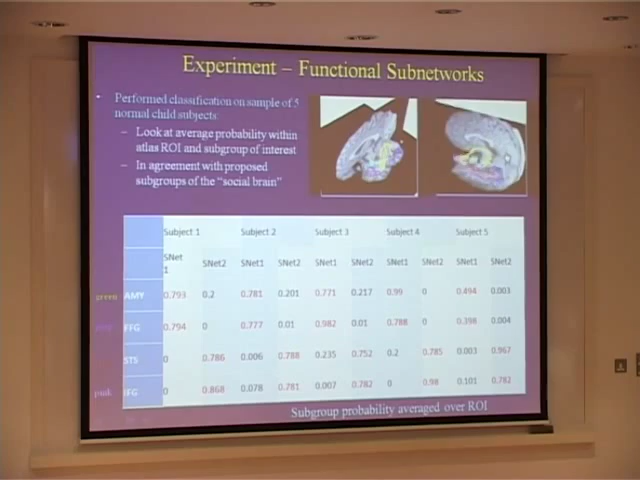 Experiment – Functional Subnetworks
• Performed classification on sample of 5
normal child subjects:
– Look at average probability within
atlas ROI and subgroup of interest
– In agreement with proposed
subgroups of the "social brain"
Subject 1 Subject 2 Subject 3 Subject 4 Subject 5
SNet 1 SNet2 SNet1 SNet2 SNet1 SNet2 SNet1 SNet2 SNet1 SNet2
green AMY 0.793 0.2 0.781 0.201 0.771 0.217 0.99 0 0.494 0.003
FFG 0.794 0 0.777 0.01 0.982 0.01 0.788 0 0.398 0.004
STS 0 0.786 0.006 0.788 0.235 0.752 0.2 0.785 0.003 0.967
pink IFG 0 0.868 0.078 0.781 0.007 0.782 0 0.98 0.101 0.782
Subgroup probability averaged over ROI